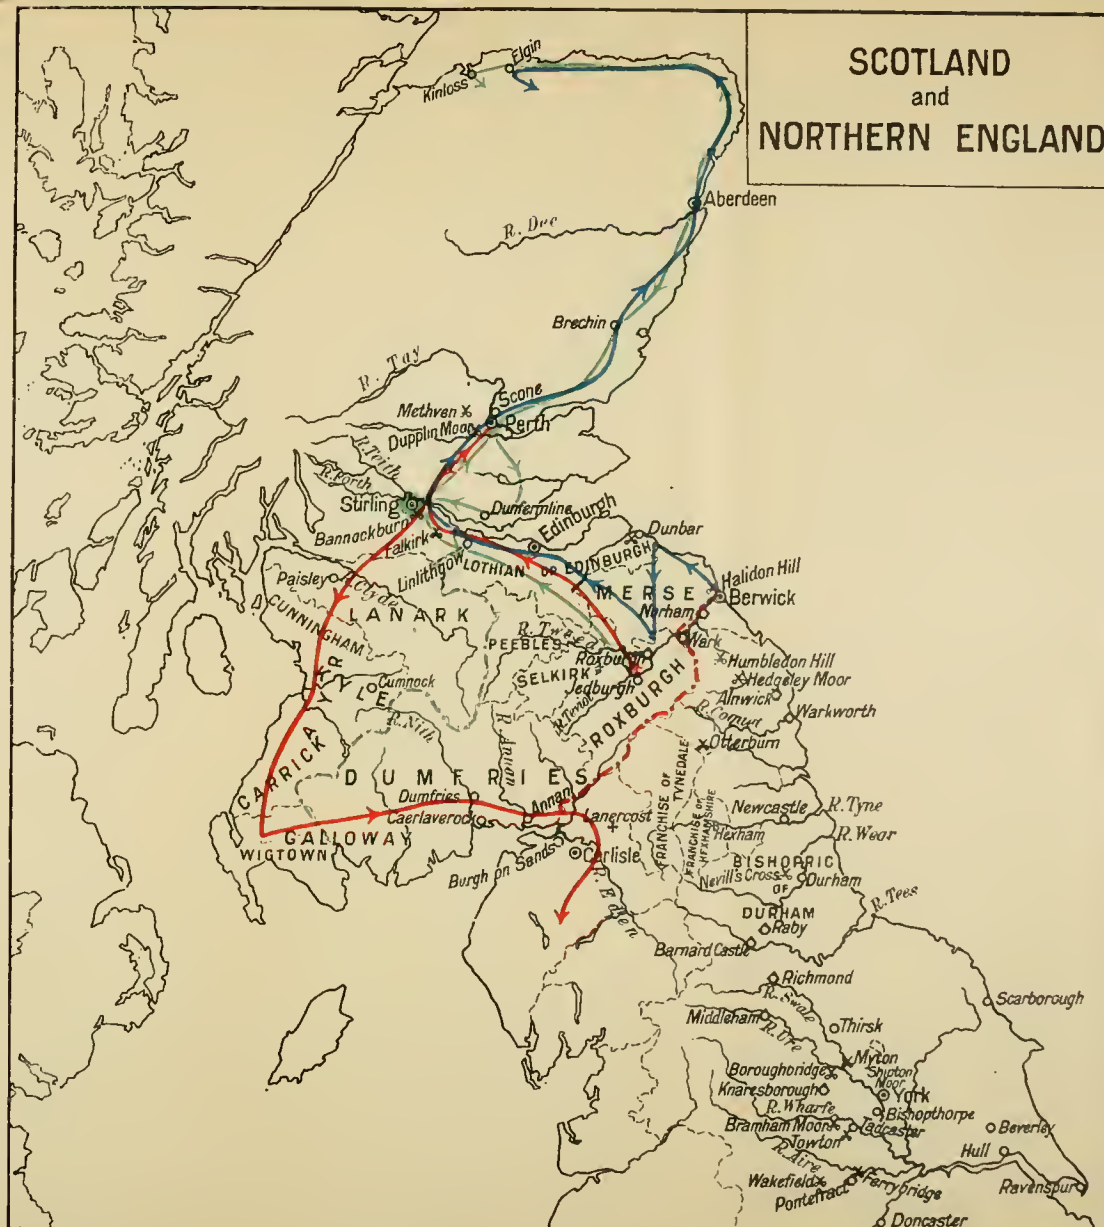 SCOTLAND
and
NORTHERN ENGLAND
Elgin
Kinloss
Aberdeen
R. Dee
Brechin
R. Tay
Scone
Methven
Perth
Dupplin Moor
R. Teith
R. Forth
Stirling
Dunfermline
Bannockburn
Edinburgh
Dunbar
Falkirk
Linlithgow
LOTHIAN OR EDINBURGH
Halidon Hill
Paisley
R. Clyde
MERSE
Berwick
Norham
LANARK
CUNNINGHAM
R. Tweed
PEEBLES
Wark
Roxburgh
Humbledon Hill
SELKIRK
Hedgeley Moor
KYLE
Cumnock
Jedburgh
Alnwick
AYR
R. Teviot
ROXBURGH
Warkworth
R. Nith
R. Annan
R. Coquet
Otterburn
CARRICK
DUMFRIES
FRANCHISE OF
TYNEDALE
FRANCHISE OF
HEXHAMSHIRE
Dumfries
Annan
Newcastle
R. Tyne
Caerlaverock
Lanercost
Hexham
GALLOWAY
R. Wear
WIGTOWN
Burgh on Sands
Carlisle
BISHOPRIC
Nevill's Cross
OF
Durham
R. Eden
R. Tees
DURHAM
Raby
Barnard Castle
Richmond
R. Swale
Scarborough
Middleham
R. Ure
Thirsk
Myton
Boroughbridge
Shipton
Moor
Knaresborough
York
R. Wharfe
Bishopthorpe
Bramham Moor
Tadcaster
Beverley
Towton
Hull
R. Aire
Wakefield
Ferrybridge
Ravenspur
Pontefract
Doncaster